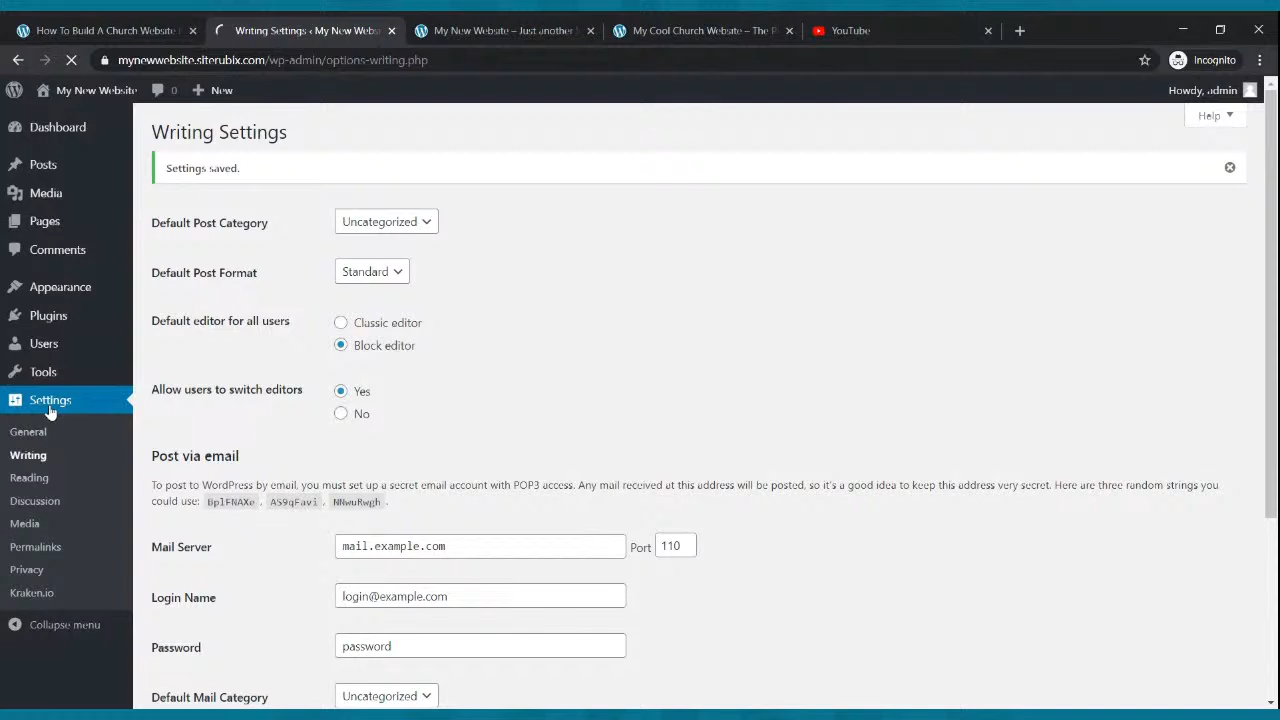 How To Build A Church Website
Writing Settings ‹ My New Webs
My New Website – Just another
My Cool Church Website – The
YouTube
mynewwebsite.siterubix.com/wp-admin/options-writing.php
Incognito
My New Website
0
New
Howdy, admin
Dashboard
Posts
Media
Pages
Comments
Appearance
Plugins
Users
Tools
Settings
General
Writing
Reading
Discussion
Media
Permalinks
Privacy
Kraken.io
Collapse menu
Help
Writing Settings
Settings saved.
Default Post Category
Uncategorized
Default Post Format
Standard
Default editor for all users
Classic editor
Block editor
Allow users to switch editors
Yes
No
Post via email
To post to WordPress by email, you must set up a secret email account with POP3 access. Any mail received at this address will be posted, so it's a good idea to keep this address very secret. Here are three random strings you
could use: BplFNAXe, AS9qFavi, NNwuRwgh.
Mail Server
mail.example.com
Port
110
Login Name
login@example.com
Password
password
Default Mail Category
Uncategorized